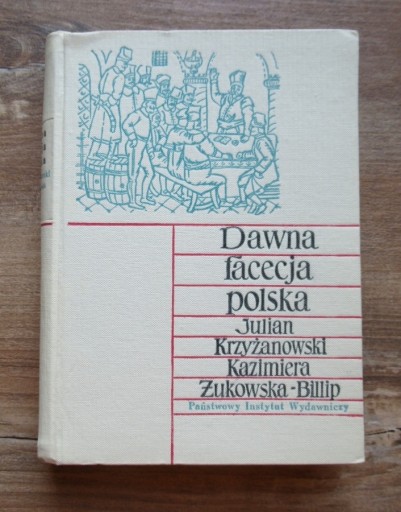 Dawna
facecja
polska
Julian
Krzyżanowski
Kazimiera
Żukowska-Billip
Państwowy Instytut Wydawniczy